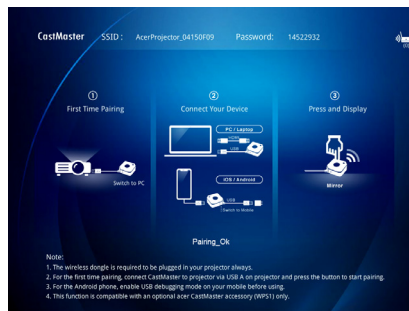 CastMaster SSID : AcerProjector_04150F09 Password: 14522932
① ② ③
First Time Pairing Connect Your Device Press and Display
PC / Laptop
HDMI
USB
Switch to PC
iOS / Android
Mirror
USB
Switch to Mobile
Pairing_Ok
Note:
1. The wireless dongle is required to be plugged in your projector always.
2. For the first time pairing, connect CastMaster to projector via USB A on projector and press the button to start pairing.
3. For the Android phone, enable USB debugging mode on your mobile before using.
4. This function is compatible with an optional acer CastMaster accessory (WPS1) only.